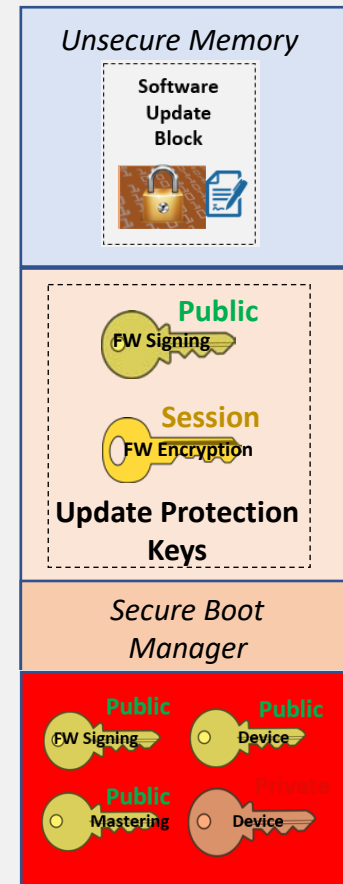 Unsecure Memory
Software
Update
Block
Public
FW Signing
Session
FW Encryption
Update Protection
Keys
Secure Boot
Manager
Public
FW Signing
Public
Device
Public
Mastering
Private
Device